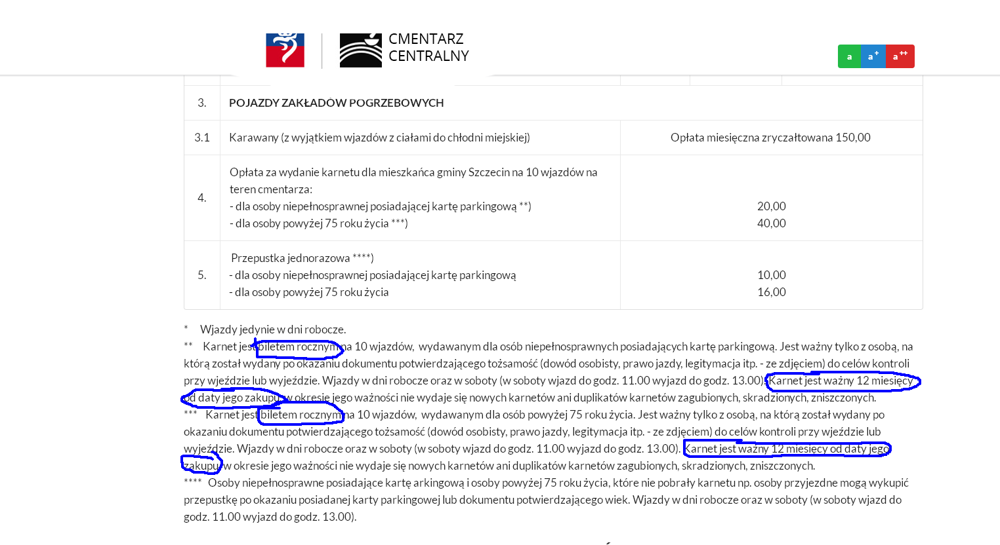 CMENTARZ
CENTRALNY
a a+ a++
3. POJAZDY ZAKŁADÓW POGRZEBOWYCH
3.1 Karawany (z wyjątkiem wjazdów z ciałami do chłodni miejskiej) Opłata miesięczna zryczałtowana 150,00
Opłata za wydanie karnetu dla mieszkańca gminy Szczecin na 10 wjazdów na
teren cmentarza:
4.
- dla osoby niepełnosprawnej posiadającej kartę parkingową **) 20,00
- dla osoby powyżej 75 roku życia ***) 40,00
Przepustka jednorazowa ****)
5. - dla osoby niepełnosprawnej posiadającej kartę parkingową 10,00
- dla osoby powyżej 75 roku życia 16,00
* Wjazdy jedynie w dni robocze.
** Karnet jest biletem rocznym na 10 wjazdów, wydawanym dla osób niepełnosprawnych posiadających kartę parkingową. Jest ważny tylko z osobą, na
którą został wydany po okazaniu dokumentu potwierdzającego tożsamość (dowód osobisty, prawo jazdy, legitymacja itp. - ze zdjęciem) do celów kontroli
przy wjeździe lub wyjeździe. Wjazdy w dni robocze oraz w soboty (w soboty wjazd do godz. 11.00 wyjazd do godz. 13.00). Karnet jest ważny 12 miesięcy
od daty jego zakupu, w okresie jego ważności nie wydaje się nowych karnetów ani duplikatów karnetów zagubionych, skradzionych, zniszczonych.
*** Karnet jest biletem rocznym na 10 wjazdów, wydawanym dla osób powyżej 75 roku życia. Jest ważny tylko z osobą, na którą został wydany po
okazaniu dokumentu potwierdzającego tożsamość (dowód osobisty, prawo jazdy, legitymacja itp. - ze zdjęciem) do celów kontroli przy wjeździe lub
wyjeździe. Wjazdy w dni robocze oraz w soboty (w soboty wjazd do godz. 11.00 wyjazd do godz. 13.00). Karnet jest ważny 12 miesięcy od daty jego
zakupu, w okresie jego ważności nie wydaje się nowych karnetów ani duplikatów karnetów zagubionych, skradzionych, zniszczonych.
**** Osoby niepełnosprawne posiadające kartę arkingową i osoby powyżej 75 roku życia, które nie pobrały karnetu np. osoby przyjezdne mogą wykupić
przepustkę po okazaniu posiadanej karty parkingowej lub dokumentu potwierdzającego wiek. Wjazdy w dni robocze oraz w soboty (w soboty wjazd do
godz. 11.00 wyjazd do godz. 13.00).